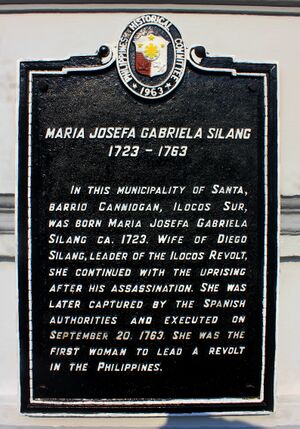 PHILIPPINES HISTORICAL COMMITTEE
1963
MARIA JOSEFA GABRIELA SILANG
1723 - 1763
IN THIS MUNICIPALITY OF SANTA,
BARRIO CANNIOGAN, ILOCOS SUR,
WAS BORN MARIA JOSEFA GABRIELA
SILANG CA. 1723. WIFE OF DIEGO
SILANG, LEADER OF THE ILOCOS REVOLT,
SHE CONTINUED WITH THE UPRISING
AFTER HIS ASSASSINATION. SHE WAS
LATER CAPTURED BY THE SPANISH
AUTHORITIES AND EXECUTED ON
SEPTEMBER 20, 1763. SHE WAS THE
FIRST WOMAN TO LEAD A REVOLT
IN THE PHILIPPINES.